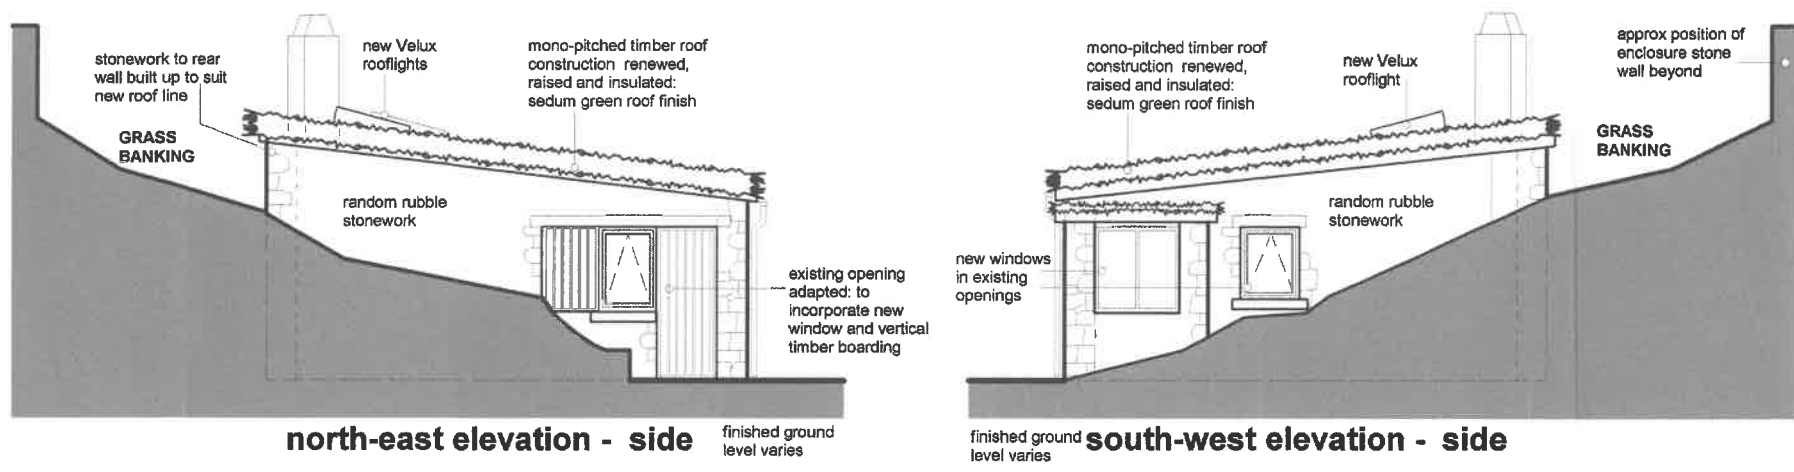 stonework to rear
wall built up to suit
new roof line
new Velux
rooflights
mono-pitched timber roof
construction renewed,
raised and insulated:
sedum green roof finish
GRASS
BANKING
random rubble
stonework
existing opening
adapted: to
incorporate new
window and vertical
timber boarding
north-east elevation - side
finished ground
level varies
mono-pitched timber roof
construction renewed,
raised and insulated:
sedum green roof finish
new Velux
rooflight
approx position of
enclosure stone
wall beyond
GRASS
BANKING
random rubble
stonework
new windows
in existing
openings
finished ground
level varies
south-west elevation - side